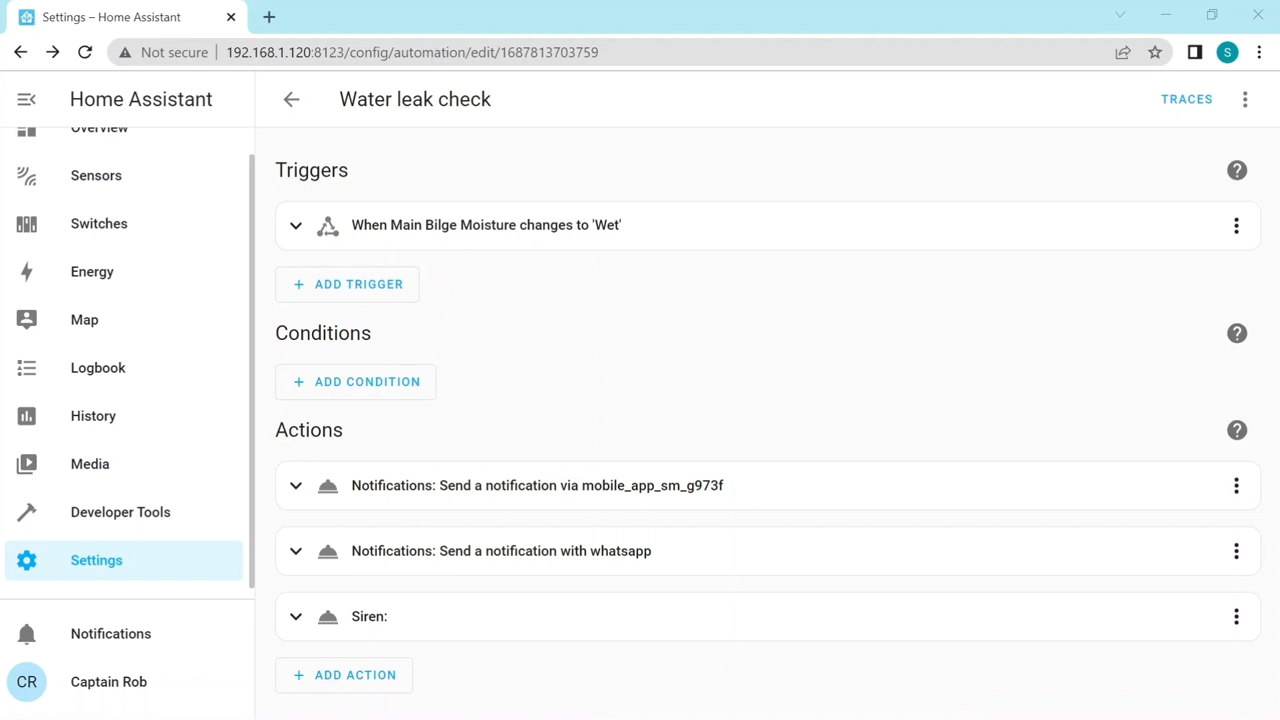 Settings – Home Assistant
Not secure
192.168.1.120:8123/config/automation/edit/1687813703759
S
Home Assistant
Water leak check
TRACES
Overview
Sensors
Switches
Energy
Map
Logbook
History
Media
Developer Tools
Settings
Notifications
CR
Captain Rob
Triggers
?
When Main Bilge Moisture changes to 'Wet'
+ ADD TRIGGER
Conditions
?
+ ADD CONDITION
Actions
?
Notifications: Send a notification via mobile_app_sm_g973f
Notifications: Send a notification with whatsapp
Siren:
+ ADD ACTION